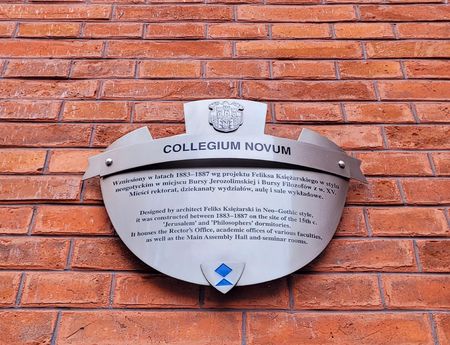 COLLEGIUM NOVUM
Wzniesiony w latach 1883–1887 wg projektu Feliksa Księżarskiego w stylu
neogotyckim w miejscu Bursy Jerozolimskiej i Bursy Filozofów z w. XV.
Mieści rektorat, dziekanaty wydziałów, aulę i sale wykładowe.
Designed by architect Feliks Księżarski in Neo–Gothic style,
it was constructed between 1883–1887 on the site of the 15th c.
'Jerusalem' and 'Philosophers' dormitories.
It houses the Rector's Office, academic offices of various faculties,
as well as the Main Assembly Hall and seminar rooms.